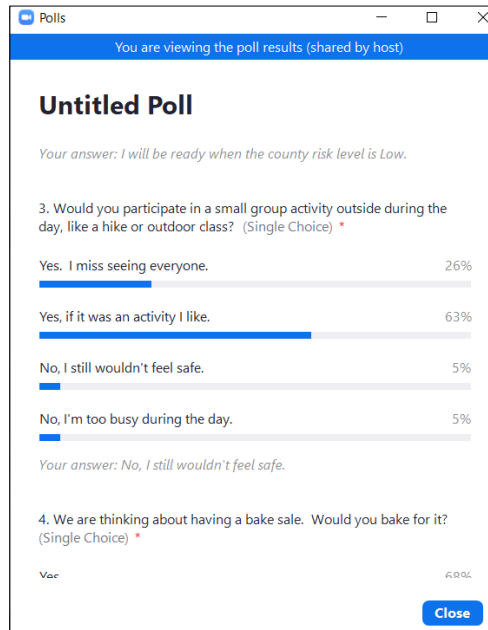 Polls
You are viewing the poll results (shared by host)
Untitled Poll
Your answer: I will be ready when the county risk level is Low.
3. Would you participate in a small group activity outside during the
day, like a hike or outdoor class? (Single Choice) *
Yes. I miss seeing everyone. 26%
Yes, if it was an activity I like. 63%
No, I still wouldn't feel safe. 5%
No, I'm too busy during the day. 5%
Your answer: No, I still wouldn't feel safe.
4. We are thinking about having a bake sale. Would you bake for it?
(Single Choice) *
Yes 68%
Close